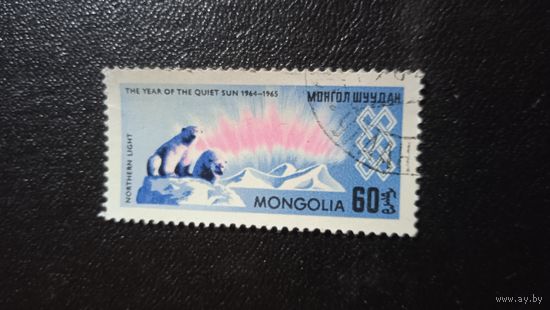 THE YEAR OF THE QUIET SUN 1964-1965
МОНГОЛ ШУУДАН
NORTHERN LIGHT
MONGOLIA 60
www.ay.by